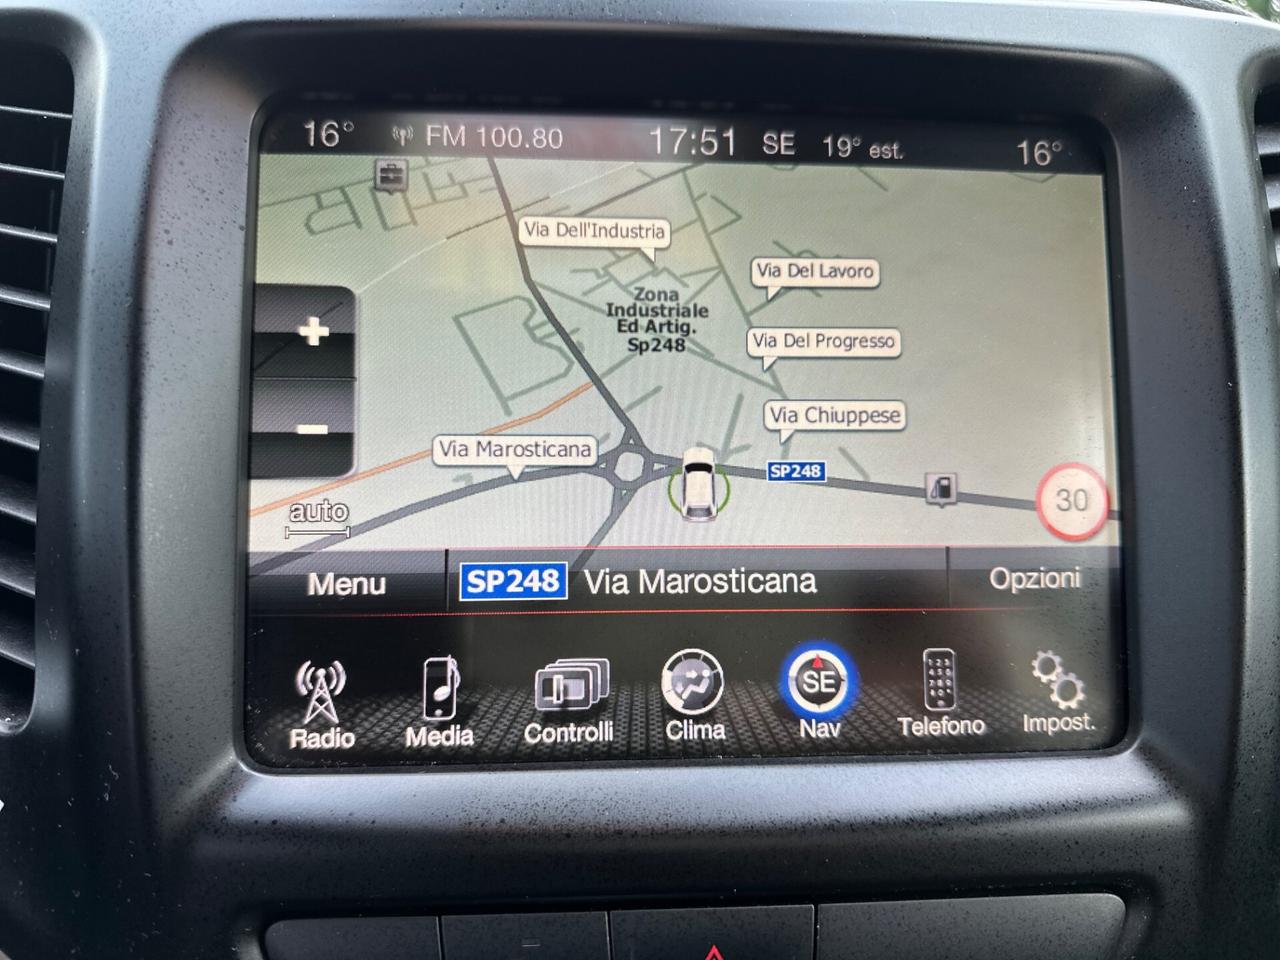 16° FM 100.80 17:51 SE 19° est. 16°
Via Dell'Industria
Via Del Lavoro
Zona
Industriale
Ed Artig.
Sp248
Via Del Progresso
Via Chiuppese
Via Marosticana
SP248
30
+
-
auto
Menu SP248 Via Marosticana Opzioni
SE
Radio Media Controlli Clima Nav Telefono Impost.